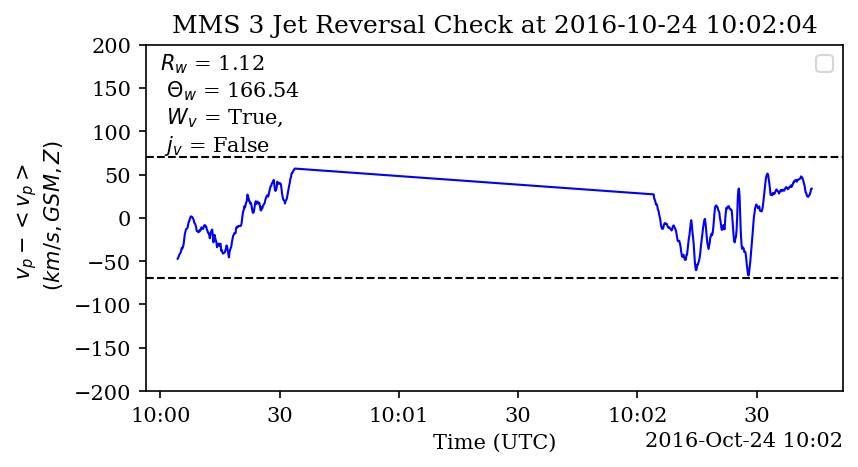 MMS 3 Jet Reversal Check at 2016-10-24 10:02:04
R_w = 1.12
Θ_w = 166.54
W_v = True,
j_v = False
v_p − < v_p >
(km/s, GSM, Z)
200
150
100
50
0
−50
−100
−150
−200
10:00 30 10:01 30 10:02 30
Time (UTC)
2016-Oct-24 10:02